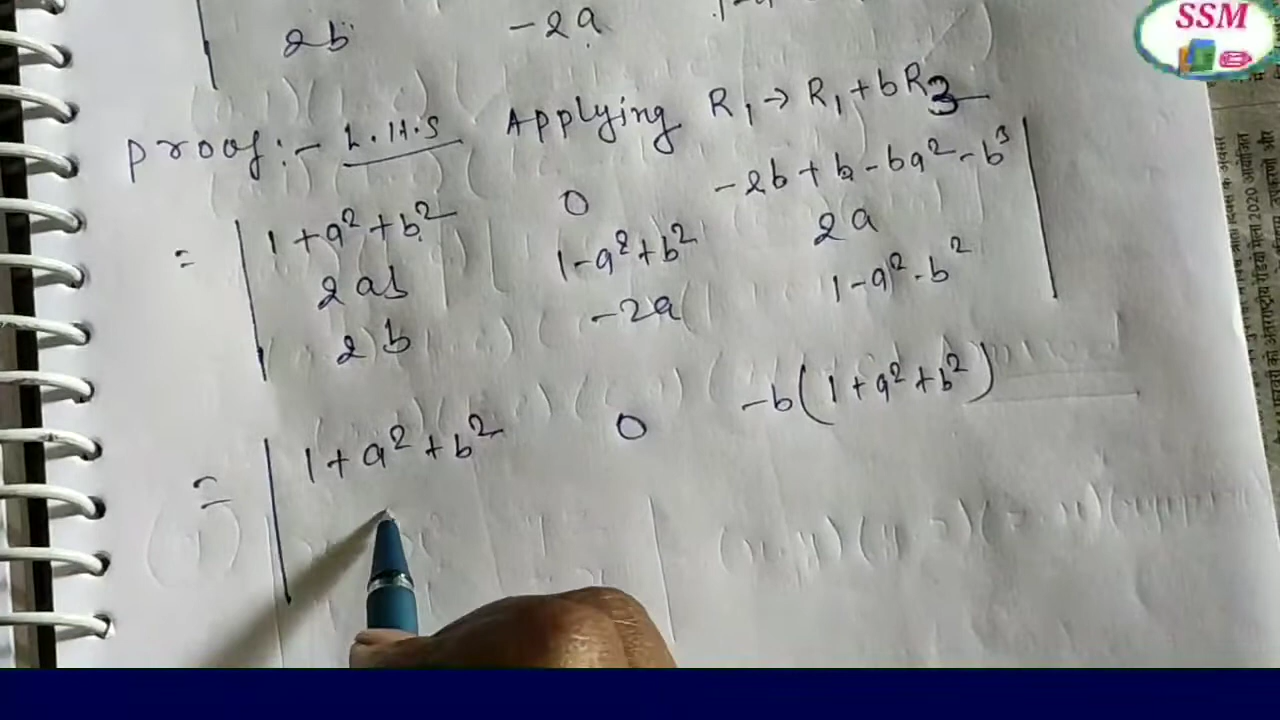 SSM
2b -2a
Proof:- L.H.S Applying R₁→ R₁+bR₃
= | 1+a²+b² 0 -2b+b-ba²-b³ |
2ab 1-a²+b² 2a
2b -2a 1-a²-b²
= | 1+a²+b² 0 -b(1+a²+b²)